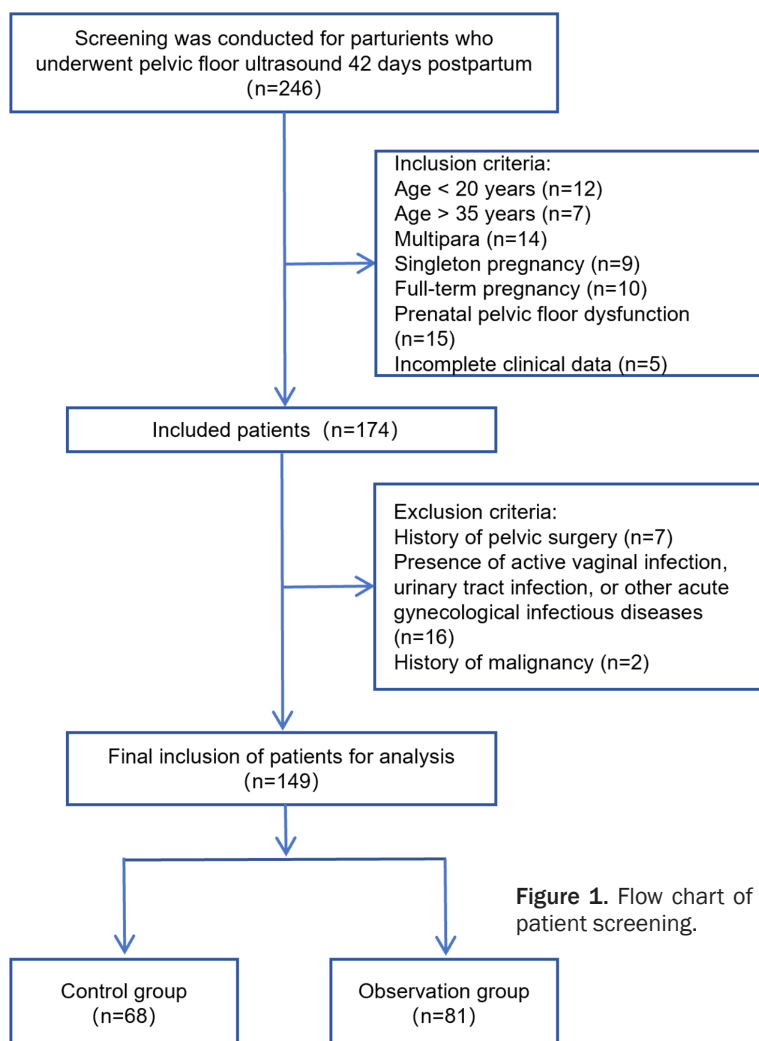 Screening was conducted for parturients who
underwent pelvic floor ultrasound 42 days postpartum
(n=246)
Inclusion criteria:
Age < 20 years (n=12)
Age > 35 years (n=7)
Multipara (n=14)
Singleton pregnancy (n=9)
Full-term pregnancy (n=10)
Prenatal pelvic floor dysfunction
(n=15)
Incomplete clinical data (n=5)
Included patients (n=174)
Exclusion criteria:
History of pelvic surgery (n=7)
Presence of active vaginal infection,
urinary tract infection, or other acute
gynecological infectious diseases
(n=16)
History of malignancy (n=2)
Final inclusion of patients for analysis
(n=149)
Figure 1. Flow chart of
patient screening.
Control group
(n=68)
Observation group
(n=81)